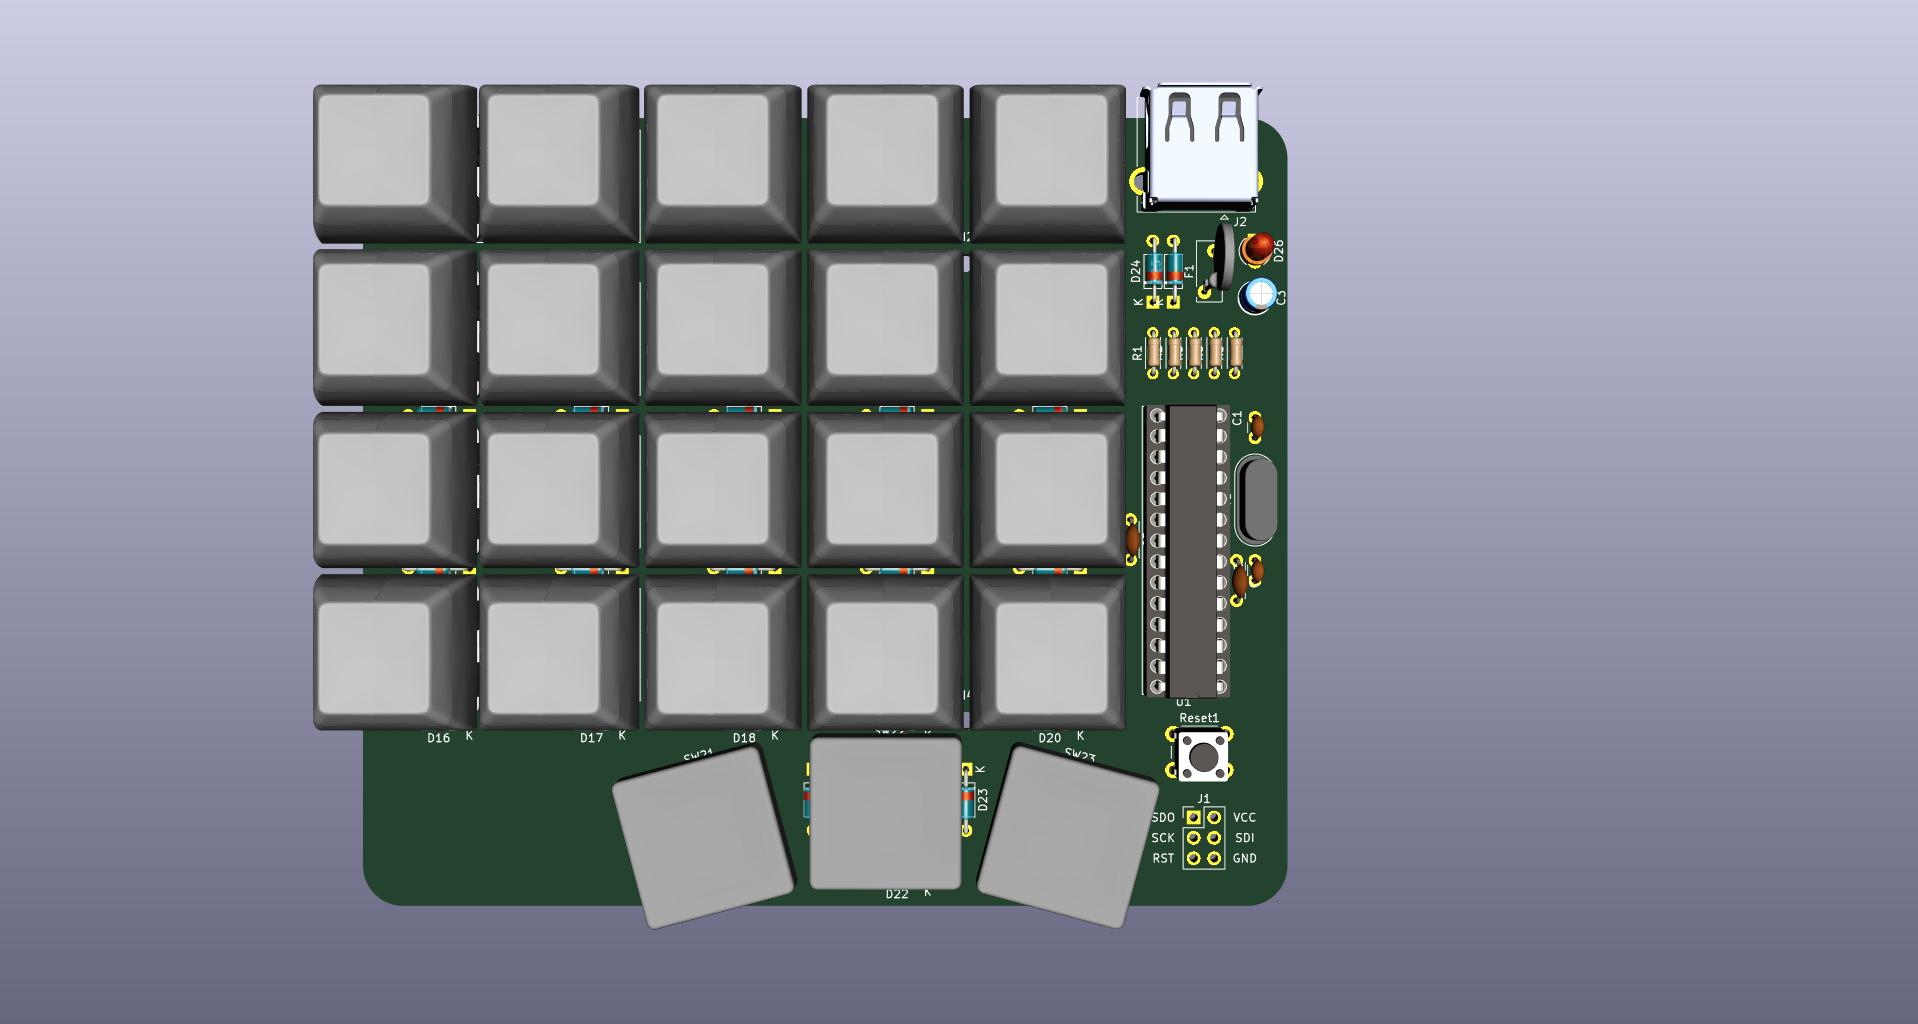 J2
D26
D24
F1
K
C3
R1
C1
U1
Reset1
D16 K
D17 K
D18 K
D20 K
SW21
SW23
K
D23
J1
SDO VCC
SCK SDI
RST GND
D22 K